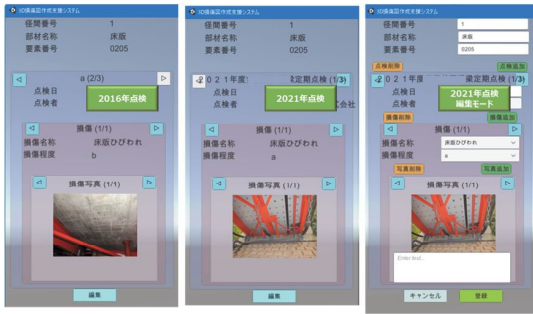 3D損傷図作成支援システム
径間番号 1
部材名称 床版
要素番号 0205
a (2/3)
点検日
点検者
2016年点検
損傷 (1/1)
損傷名称 床版ひびわれ
損傷程度 b
損傷写真 (1/1)
編集
3D損傷図作成支援システム
径間番号 1
部材名称 床版
要素番号 0205
2021年度 定期点検 (1/3)
点検日
点検者
2021年点検
損傷 (1/1)
損傷名称 床版ひびわれ
損傷程度 a
損傷写真 (1/1)
編集
3D損傷図作成支援システム
径間番号 1
部材名称 床版
要素番号 0205
点検削除 点検追加
2021年度 梁定期点検 (1/3)
点検日
点検者
2021年点検
編集モード
損傷削除 損傷追加
損傷 (1/1)
損傷名称 床版ひびわれ
損傷程度 a
写真削除 写真追加
損傷写真 (1/1)
Enter text...
キャンセル 登録